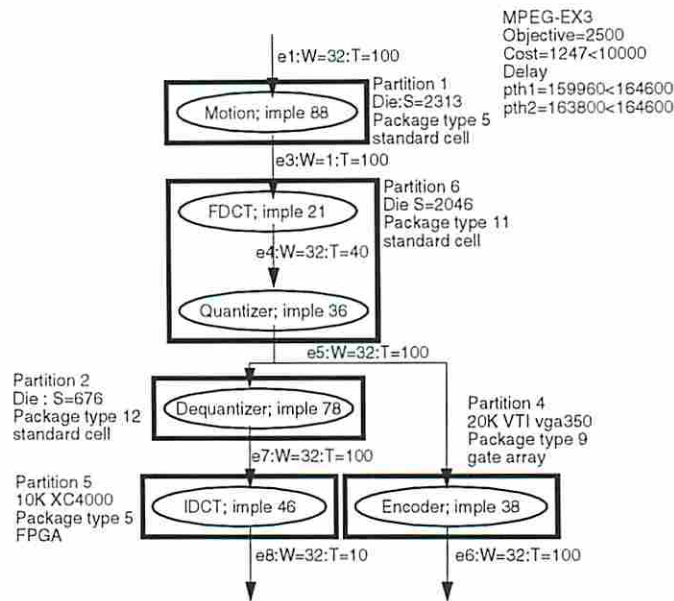 MPEG-EX3
Objective=2500
Cost=1247<10000
Delay
pth1=159960<164600
pth2=163800<164600
e1:W=32:T=100
Partition 1
Die:S=2313
Package type 5
standard cell
Motion; imple 88
e3:W=1:T=100
Partition 6
Die S=2046
Package type 11
standard cell
FDCT; imple 21
e4:W=32:T=40
Quantizer; imple 36
e5:W=32:T=100
Partition 2
Die : S=676
Package type 12
standard cell
Dequantizer; imple 78
Partition 4
20K VTI vga350
Package type 9
gate array
e7:W=32:T=100
Partition 5
10K XC4000
Package type 5
FPGA
IDCT; imple 46
Encoder; imple 38
e8:W=32:T=10
e6:W=32:T=100